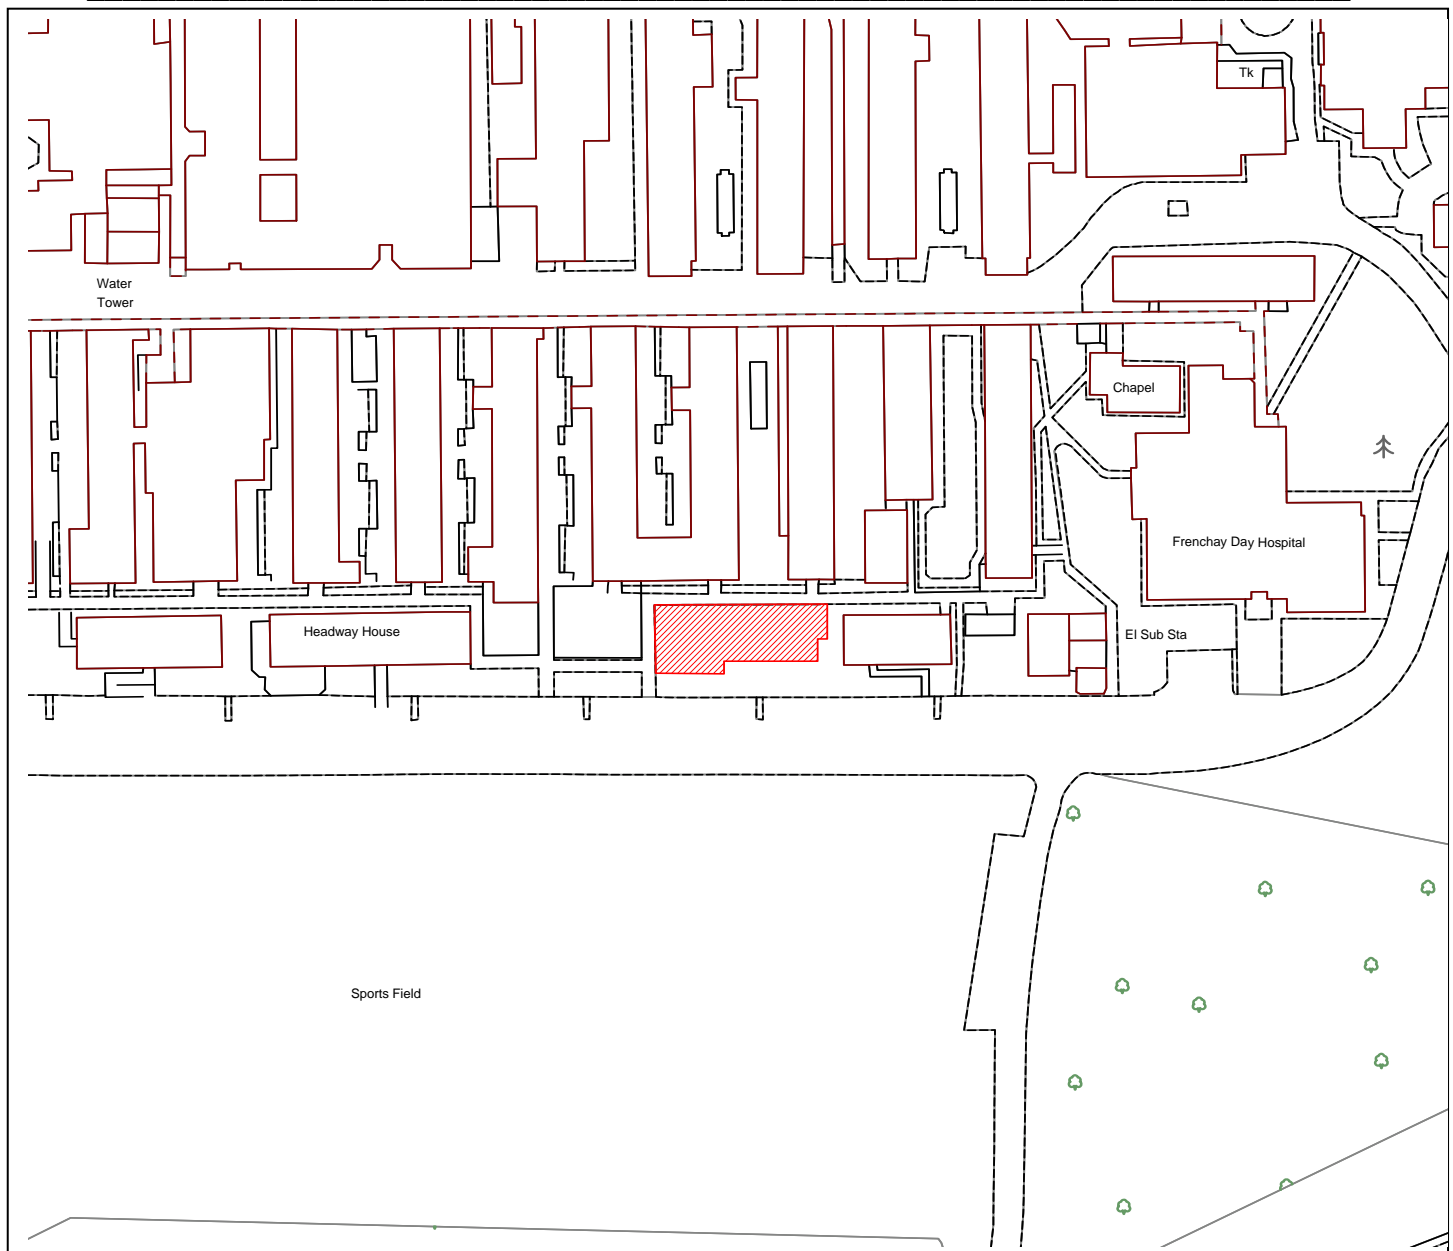 Tk
Water
Tower
Chapel
Frenchay Day Hospital
Headway House
El Sub Sta
Sports Field